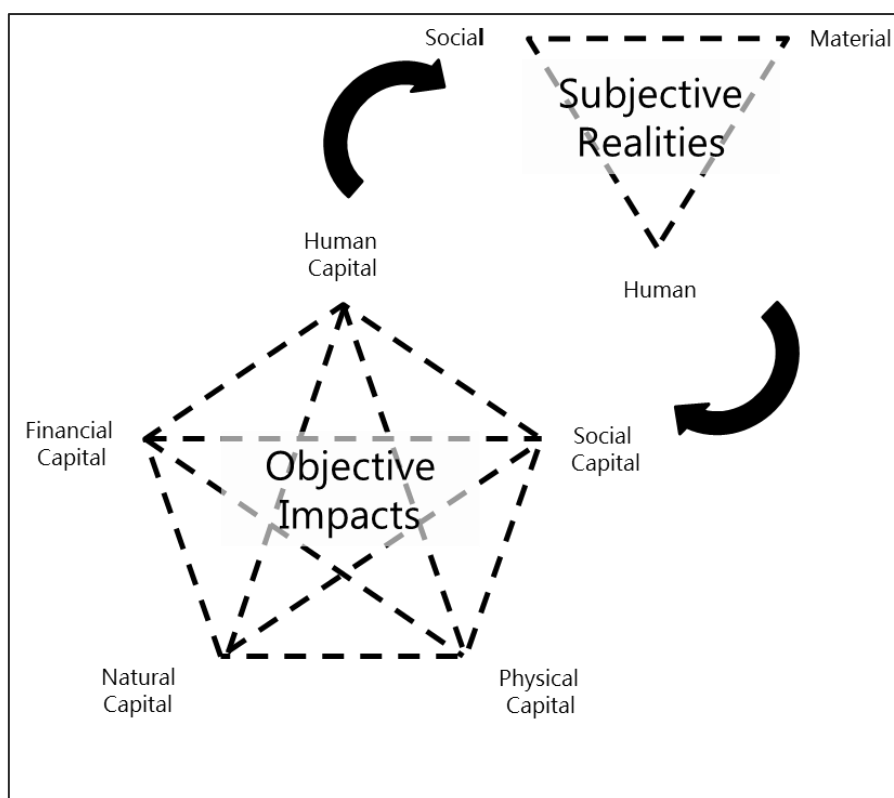 Social
Material
Subjective
Realities
Human
Capital
Human
Financial
Capital
Social
Capital
Objective
Impacts
Natural
Capital
Physical
Capital